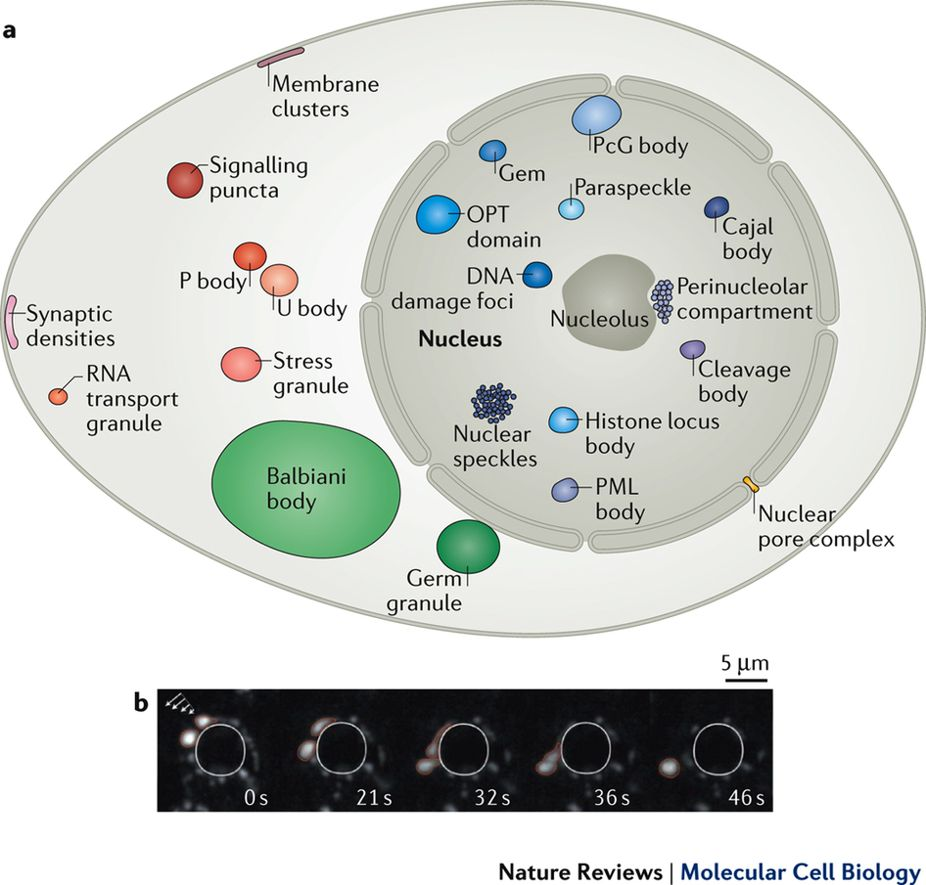 a
Membrane
clusters
Signalling
puncta
P body
U body
Synaptic
densities
RNA
transport
granule
Stress
granule
Balbiani
body
Germ
granule
PcG body
Gem
Paraspeckle
OPT
domain
Cajal
body
DNA
damage foci
Perinucleolar
compartment
Nucleolus
Nucleus
Cleavage
body
Nuclear
speckles
Histone locus
body
PML
body
Nuclear
pore complex
5 μm
b
0 s
21 s
32 s
36 s
46 s
Nature Reviews | Molecular Cell Biology